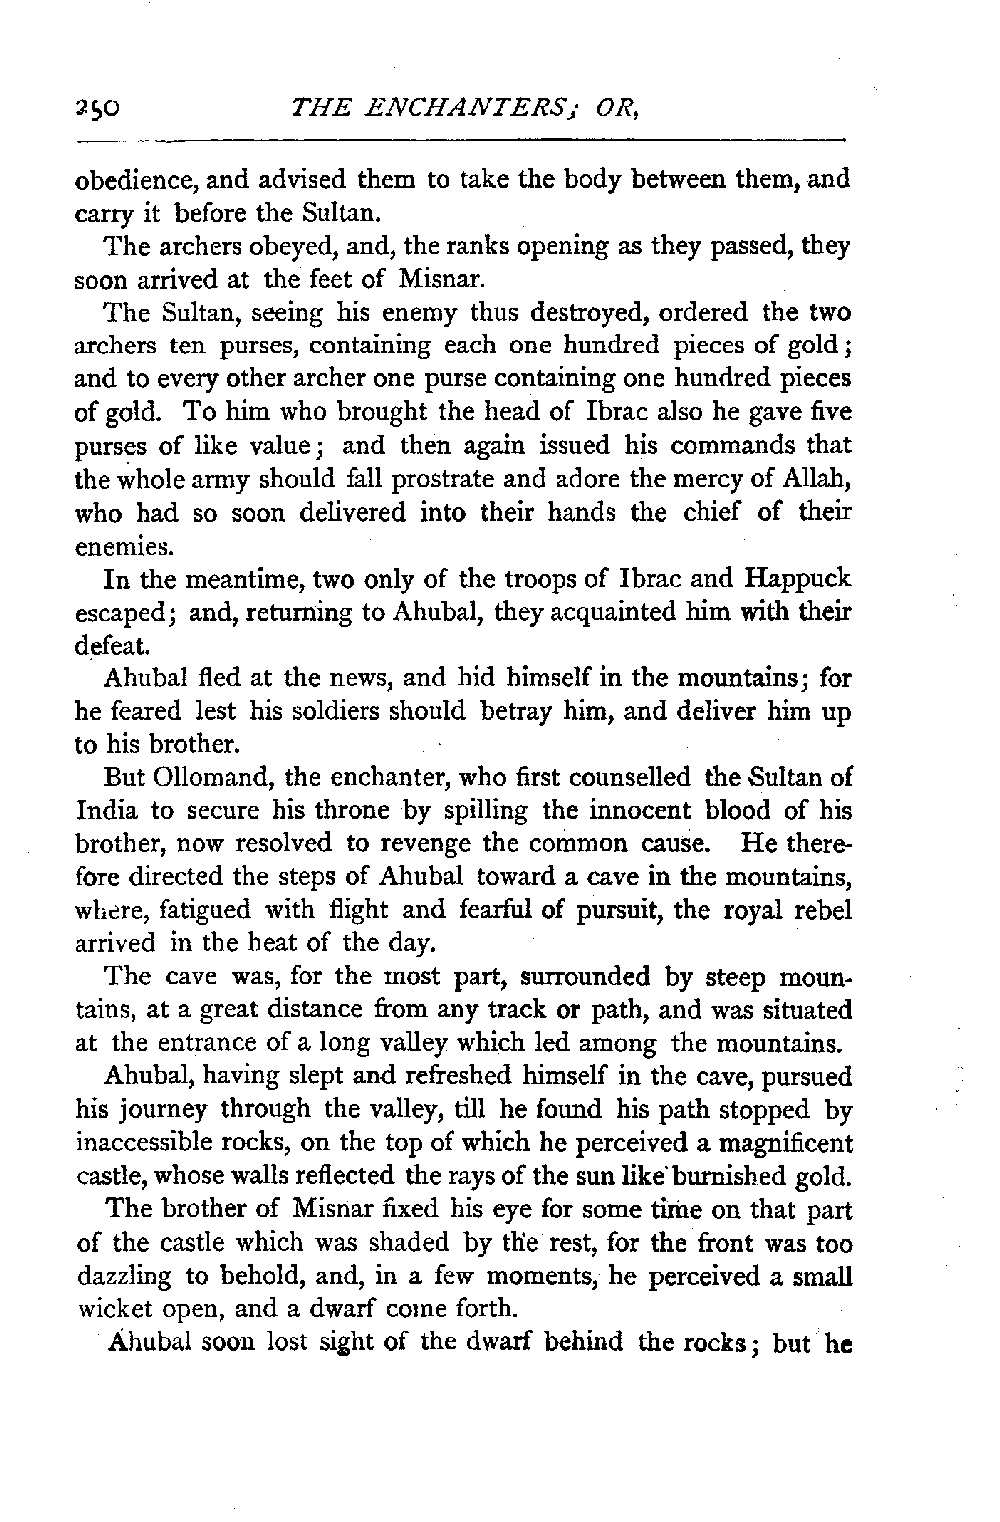 250 THE ENCHANTERS; OR,
obedience, and advised them to take the body between them, and
carry it before the Sultan.
The archers obeyed, and, the ranks opening as they passed, they
soon arrived at the feet of Misnar.
The Sultan, seeing his enemy thus destroyed, ordered the two
archers ten purses, containing each one hundred pieces of gold;
and to every other archer one purse containing one hundred pieces
of gold. To him who brought the head of Ibrac also he gave five
purses of like value; and then again issued his commands that
the whole army should fall prostrate and adore the mercy of Allah,
who had so soon delivered into their hands the chief of their
enemies.
In the meantime, two only of the troops of Ibrac and Happuck
escaped; and, returning to Ahubal, they acquainted him with their
defeat.
Ahubal fled at the news, and hid himself in the mountains; for
he feared lest his soldiers should betray him, and deliver him up
to his brother.
But Ollomand, the enchanter, who first counselled the Sultan of
India to secure his throne by spilling the innocent blood of his
brother, now resolved to revenge the common cause. He there-
fore directed the steps of Ahubal toward a cave in the mountains,
where, fatigued with flight and fearful of pursuit, the royal rebel
arrived in the heat of the day.
The cave was, for the most part, surrounded by steep moun-
tains, at a great distance from any track or path, and was situated
at the entrance of a long valley which led among the mountains.
Ahubal, having slept and refreshed himself in the cave, pursued
his journey through the valley, till he found his path stopped by
inaccessible rocks, on the top of which he perceived a magnificent
castle, whose walls reflected the rays of the sun like burnished gold.
The brother of Misnar fixed his eye for some time on that part
of the castle which was shaded by the rest, for the front was too
dazzling to behold, and, in a few moments, he perceived a small
wicket open, and a dwarf come forth.
Ahubal soon lost sight of the dwarf behind the rocks; but he